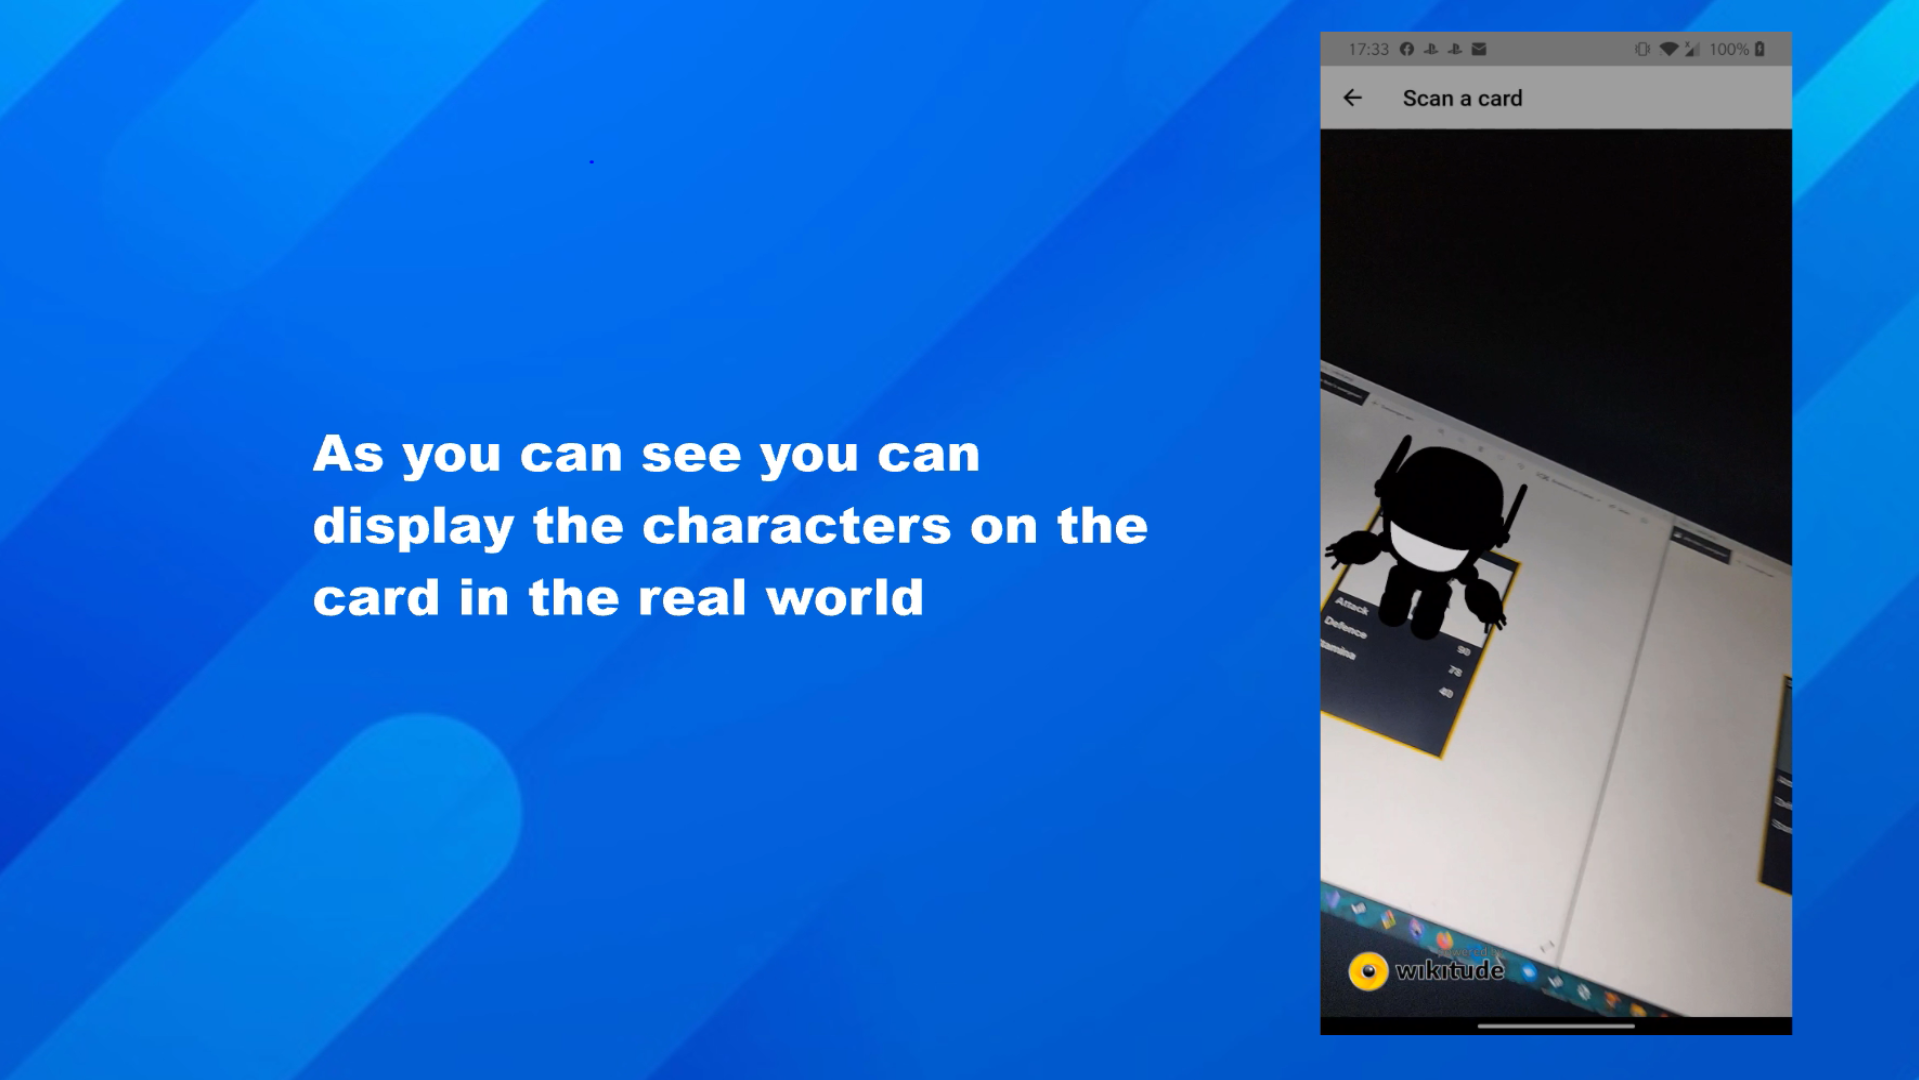 As you can see you can
display the characters on the
card in the real world
17:33
100%
Scan a card
Attack
Defence
90
78
40
wikitude